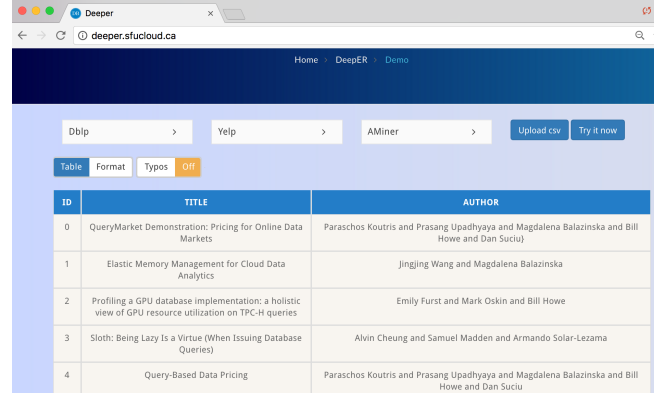 DB Deeper ×
deeper.sfucloud.ca
Home › DeepER › Demo
Dblp › Yelp › AMiner › Upload csv Try it now
Table Format Typos Off
ID TITLE AUTHOR
0 QueryMarket Demonstration: Pricing for Online Data Paraschos Koutris and Prasang Upadhyaya and Magdalena Balazinska and Bill
Markets Howe and Dan Suciu}
1 Elastic Memory Management for Cloud Data Jingjing Wang and Magdalena Balazinska
Analytics
2 Profiling a GPU database implementation: a holistic Emily Furst and Mark Oskin and Bill Howe
view of GPU resource utilization on TPC-H queries
3 Sloth: Being Lazy Is a Virtue (When Issuing Database Alvin Cheung and Samuel Madden and Armando Solar-Lezama
Queries)
4 Query-Based Data Pricing Paraschos Koutris and Prasang Upadhyaya and Magdalena Balazinska and Bill
Howe and Dan Suciu